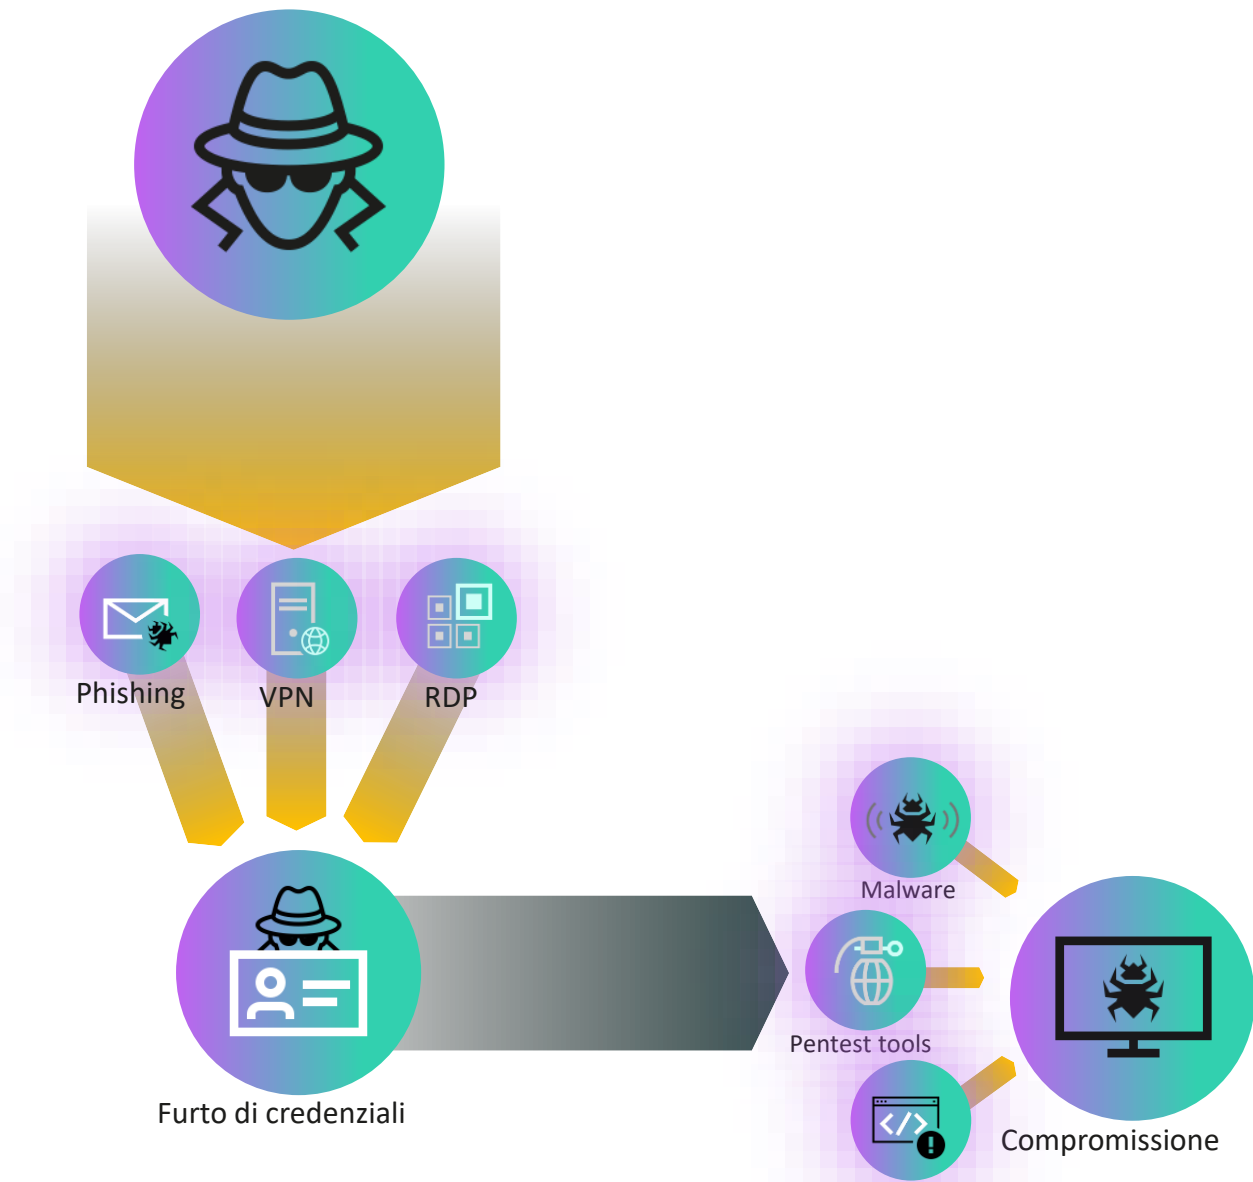 Phishing
VPN
RDP
Malware
Pentest tools
Furto di credenziali
Compromissione